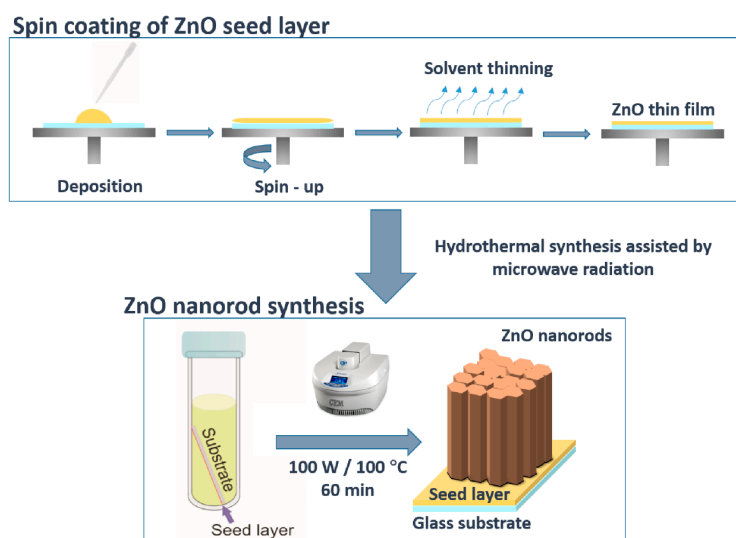 Spin coating of ZnO seed layer
Solvent thinning
ZnO thin film
Deposition
Spin - up
Hydrothermal synthesis assisted by
microwave radiation
ZnO nanorod synthesis
ZnO nanorods
Substrate
CEM
100 W / 100 °C
60 min
Seed layer
Glass substrate
Seed layer